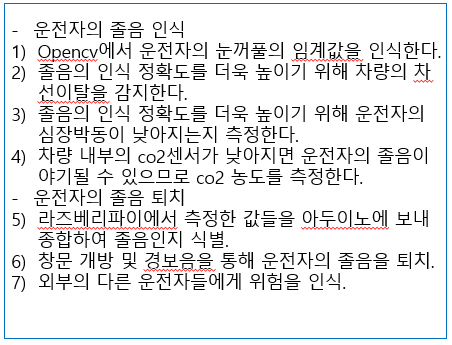 - 운전자의 졸음 인식
1) Opencv에서 운전자의 눈꺼풀의 임계값을 인식한다.
2) 졸음의 인식 정확도를 더욱 높이기 위해 차량의 차
선이탈을 감지한다.
3) 졸음의 인식 정확도를 더욱 높이기 위해 운전자의
심장박동이 낮아지는지 측정한다.
4) 차량 내부의 co2센서가 낮아지면 운전자의 졸음이
야기될 수 있으므로 co2 농도를 측정한다.
- 운전자의 졸음 퇴치
5) 라즈베리파이에서 측정한 값들을 아두이노에 보내
종합하여 졸음인지 식별.
6) 창문 개방 및 경보음을 통해 운전자의 졸음을 퇴치.
7) 외부의 다른 운전자들에게 위험을 인식.